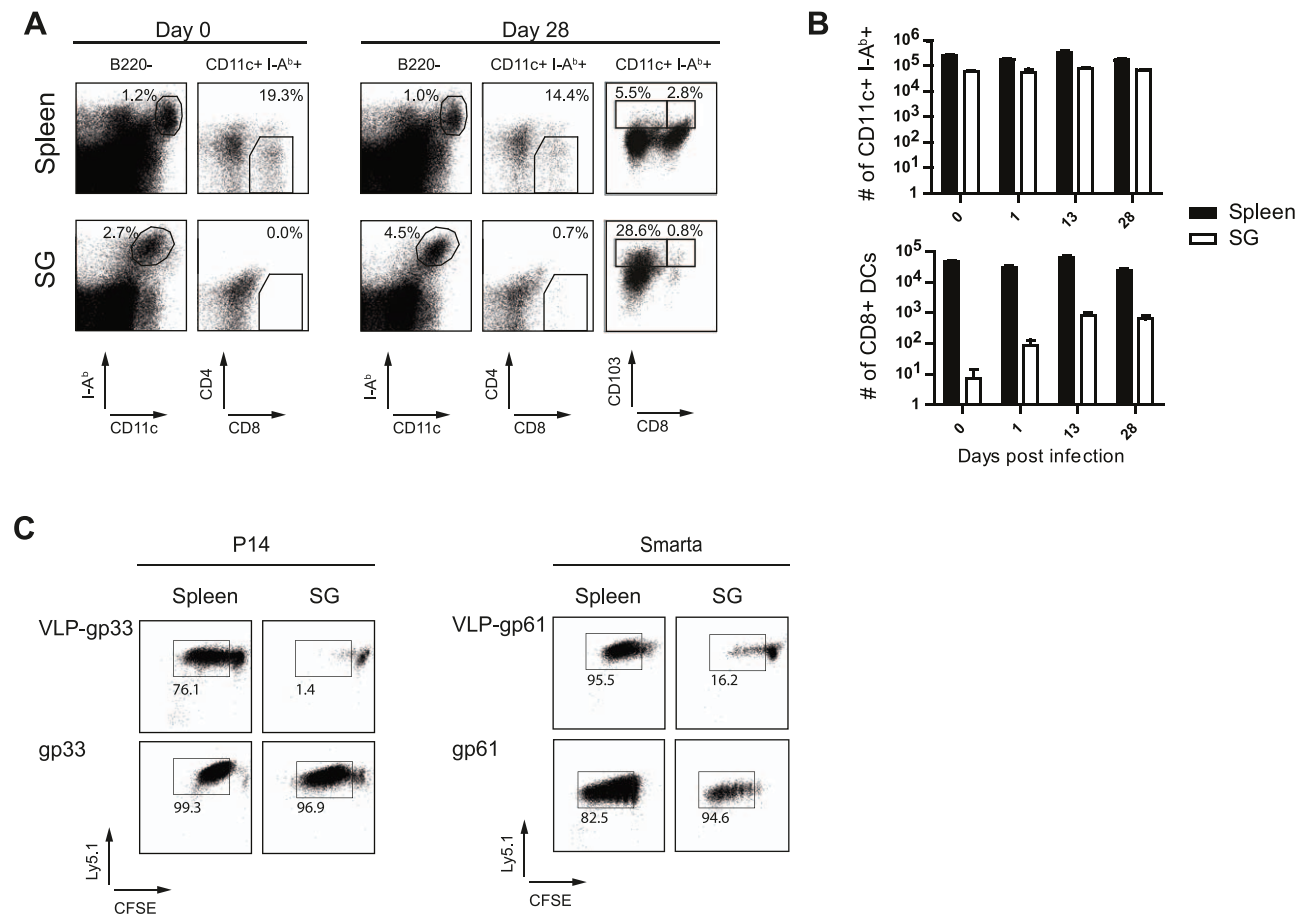 A
Day 0
Day 28
B220-
CD11c+ I-Aᵇ+
B220-
CD11c+ I-Aᵇ+
CD11c+ I-Aᵇ+
Spleen
1.2%
19.3%
1.0%
14.4%
5.5%
2.8%
SG
2.7%
0.0%
4.5%
0.7%
28.6%
0.8%
I-Aᵇ
CD11c
CD4
CD8
I-Aᵇ
CD11c
CD4
CD8
CD103
CD8
B
# of CD11c+ I-Aᵇ+
10⁶
10⁵
10⁴
10³
10²
10¹
1
0
1
13
28
Spleen
SG
# of CD8+ DCs
10⁵
10⁴
10³
10²
10¹
1
0
1
13
28
Days post infection
C
P14
Spleen
SG
VLP-gp33
76.1
1.4
gp33
99.3
96.9
Ly5.1
CFSE
Smarta
Spleen
SG
VLP-gp61
95.5
16.2
gp61
82.5
94.6
Ly5.1
CFSE